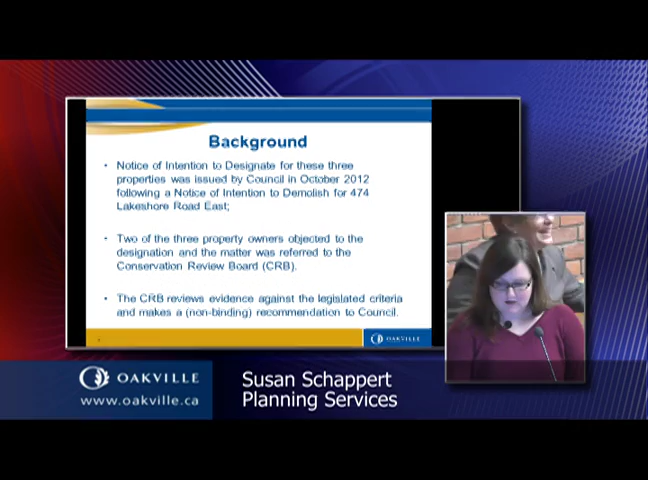 Background
• Notice of Intention to Designate for these three
properties was issued by Council in October 2012
following a Notice of Intention to Demolish for 474
Lakeshore Road East;
• Two of the three property owners objected to the
designation and the matter was referred to the
Conservation Review Board (CRB).
• The CRB reviews evidence against the legislated criteria
and makes a (non-binding) recommendation to Council.
OAKVILLE
OAKVILLE
www.oakville.ca
Susan Schappert
Planning Services